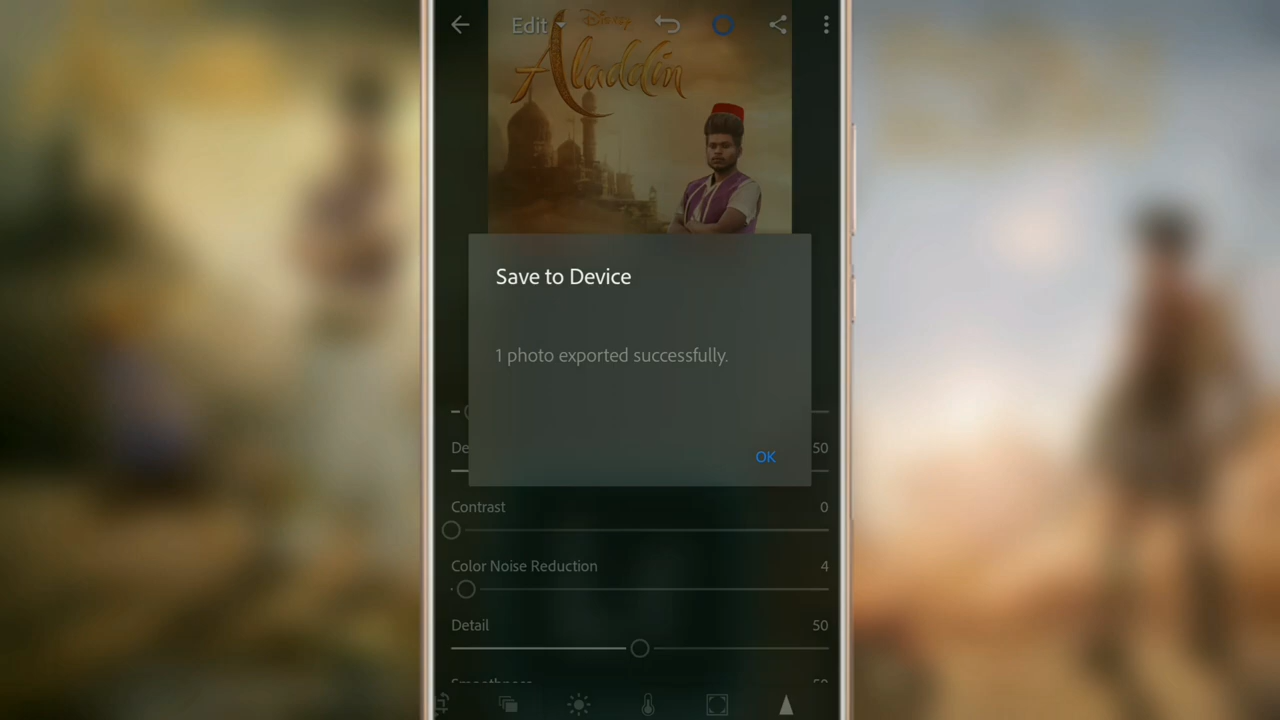 Edit
Disney
Aladdin
Save to Device
1 photo exported successfully.
OK
50
Contrast 0
Color Noise Reduction 4
Detail 50